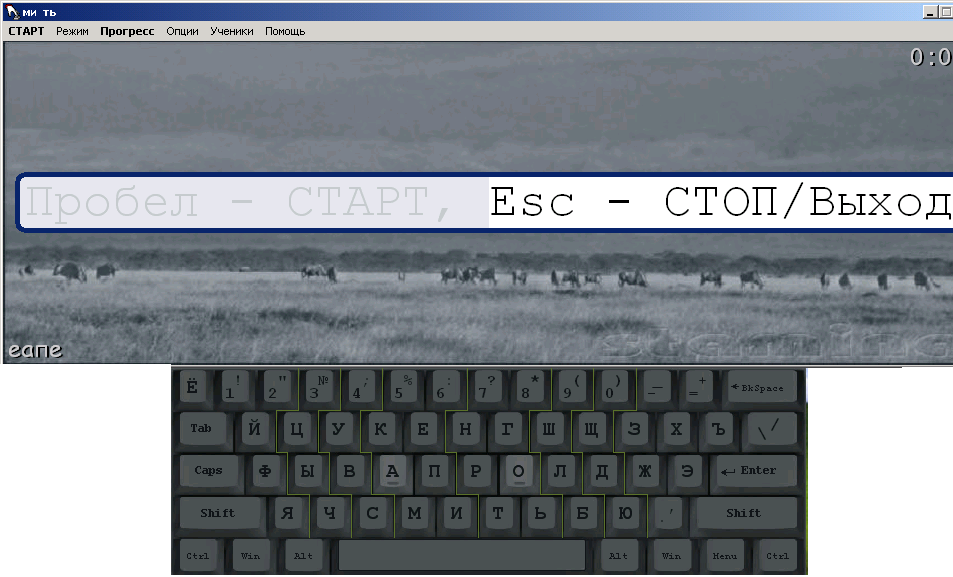 ми ть
СТАРТ Режим Прогресс Опции Ученики Помощь
0:0
Пробел - СТАРТ, Esc - СТОП/Выход
еапе
Ё ! 1 " 2 № 3 ; 4 % 5 : 6 ? 7 * 8 ( 9 ) 0 _ - + = BkSpace
Tab Й Ц У К Е Н Г Ш Щ З Х Ъ \ /
Caps Ф Ы В А П Р О Л Д Ж Э Enter
Shift Я Ч С М И Т Ь Б Ю . , Shift
Ctrl Win Alt Alt Win Menu Ctrl